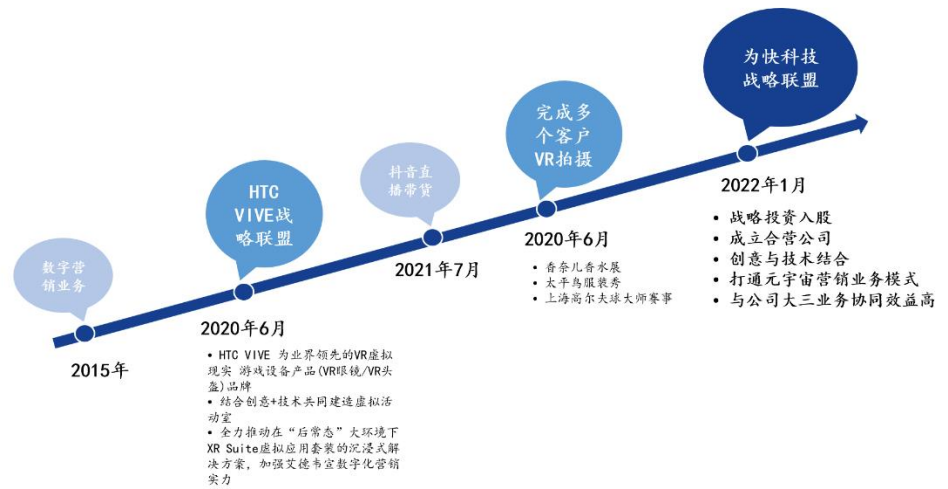 数字营
销业务
2015年
HTC
VIVE战
略联盟
2020年6月
• HTC VIVE 为业界领先的VR虚拟
现实 游戏设备产品(VR眼镜/VR头
盔)品牌
• 结合创意+技术共同建造虚拟活
动室
• 全力推动在“后常态”大环境下
XR Suite虚拟应用套装的沉浸式解
决方案，加强艾德韦宣数字化营销
实力
抖音直
播带货
2021年7月
完成多
个客户
VR拍摄
2020年6月
• 香奈儿香水展
• 太平鸟服装秀
• 上海高尔夫球大师赛事
为快科技
战略联盟
2022年1月
• 战略投资入股
• 成立合营公司
• 创意与技术结合
• 打通元宇宙营销业务模式
• 与公司大三业务协同效益高